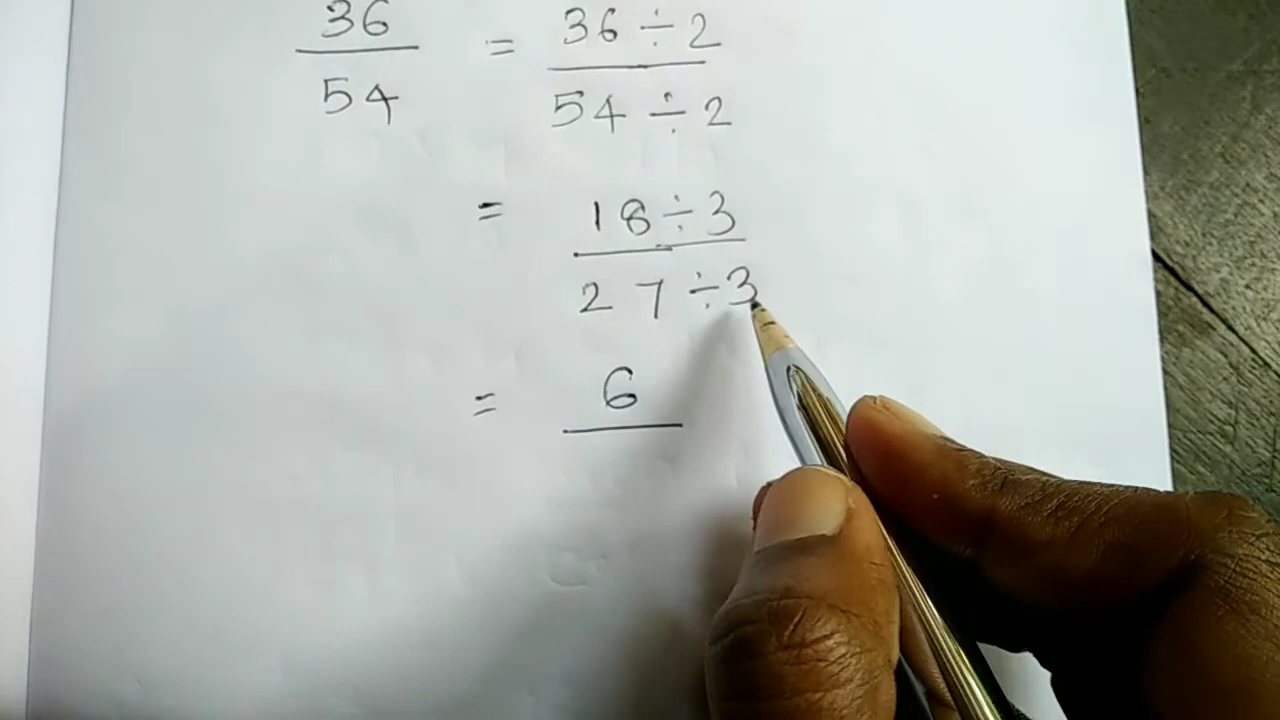 36 = 36 ÷ 2
54 54 ÷ 2
= 18 ÷ 3
27 ÷ 3
= 6